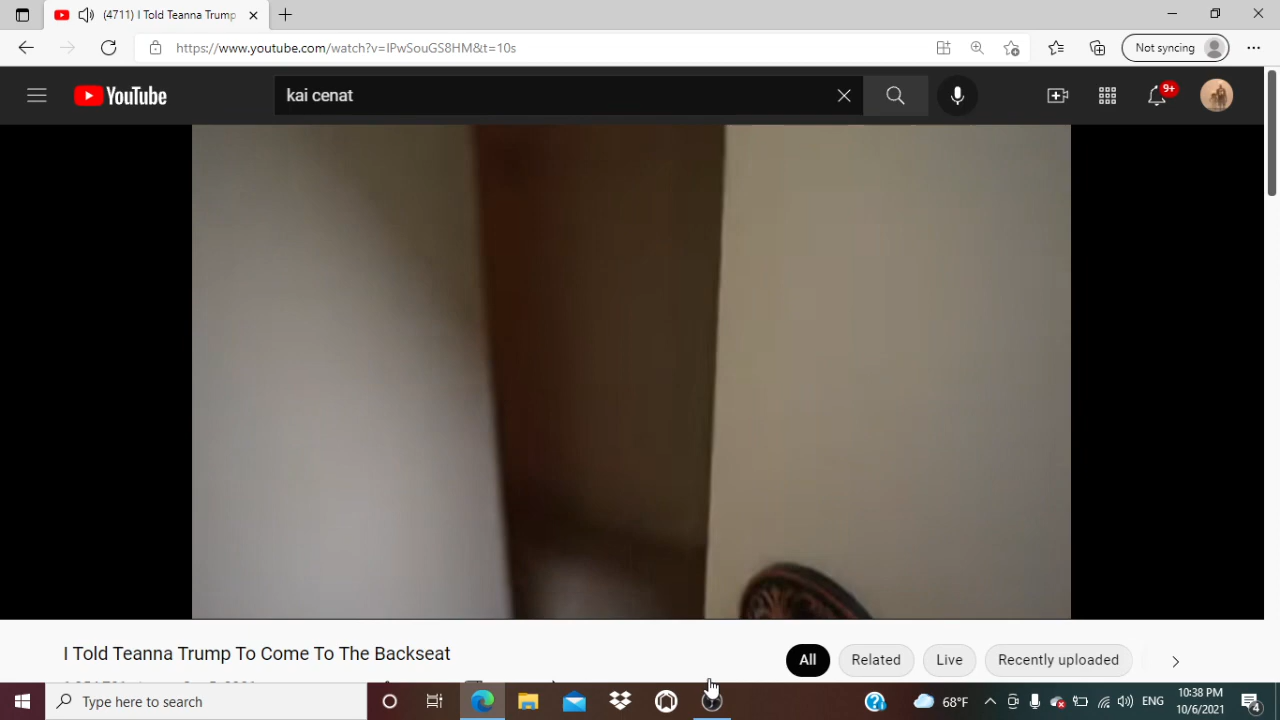 (4711) I Told Teanna Trump
https://www.youtube.com/watch?v=IPwSouGS8HM&t=10s
Not syncing
YouTube
kai cenat
9+
I Told Teanna Trump To Come To The Backseat
All
Related
Live
Recently uploaded
Type here to search
68°F
ENG
10:38 PM
10/6/2021
4